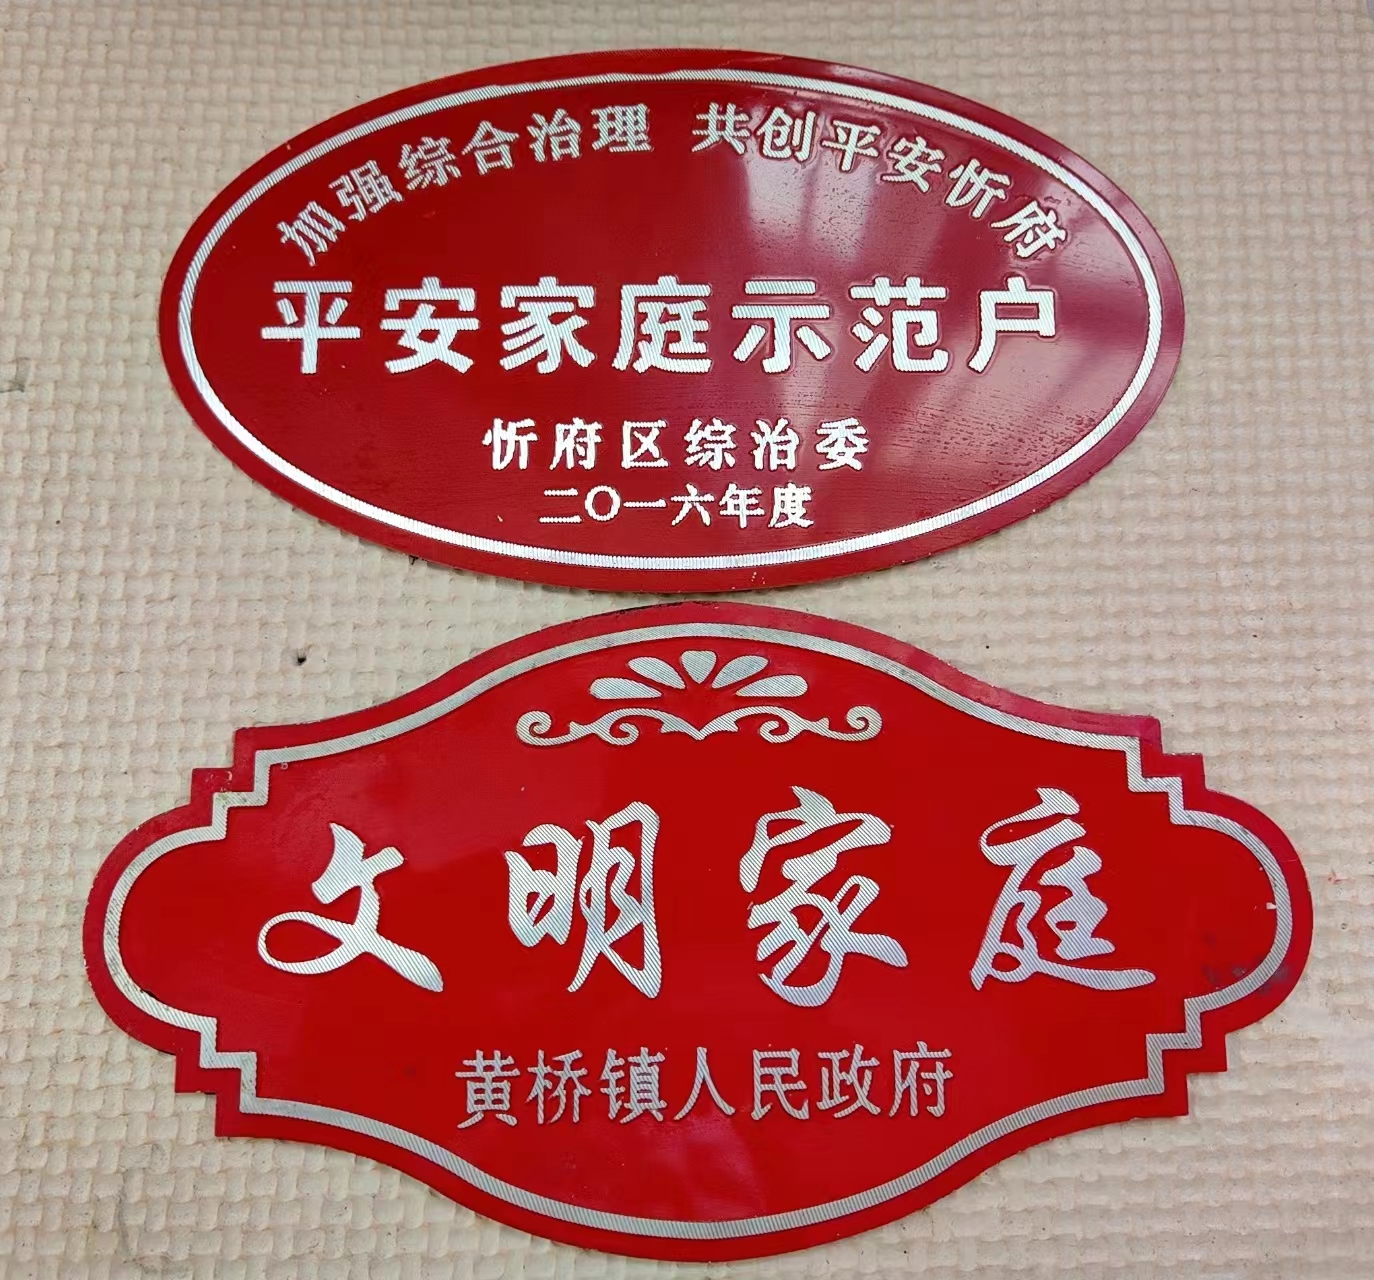 加强综合治理 共创平安忻府
平安家庭示范户
忻府区综治委
二〇一六年度
文明家庭
黄桥镇人民政府